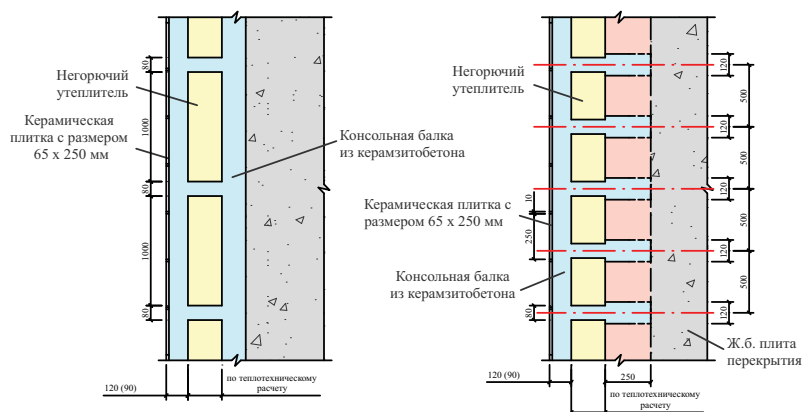 Негорючий
утеплитель
Керамическая
плитка с размером
65 x 250 мм
Консольная балка
из керамзитобетона
80
1000
80
1000
80
120 (90)
по теплотехническому
расчету
Негорючий
утеплитель
Керамическая плитка с
размером 65 x 250 мм
Консольная балка
из керамзитобетона
10
250
80
120
120
120
120
120
500
500
500
500
Ж.б. плита
перекрытия
120 (90)
250
по теплотехническому
расчету